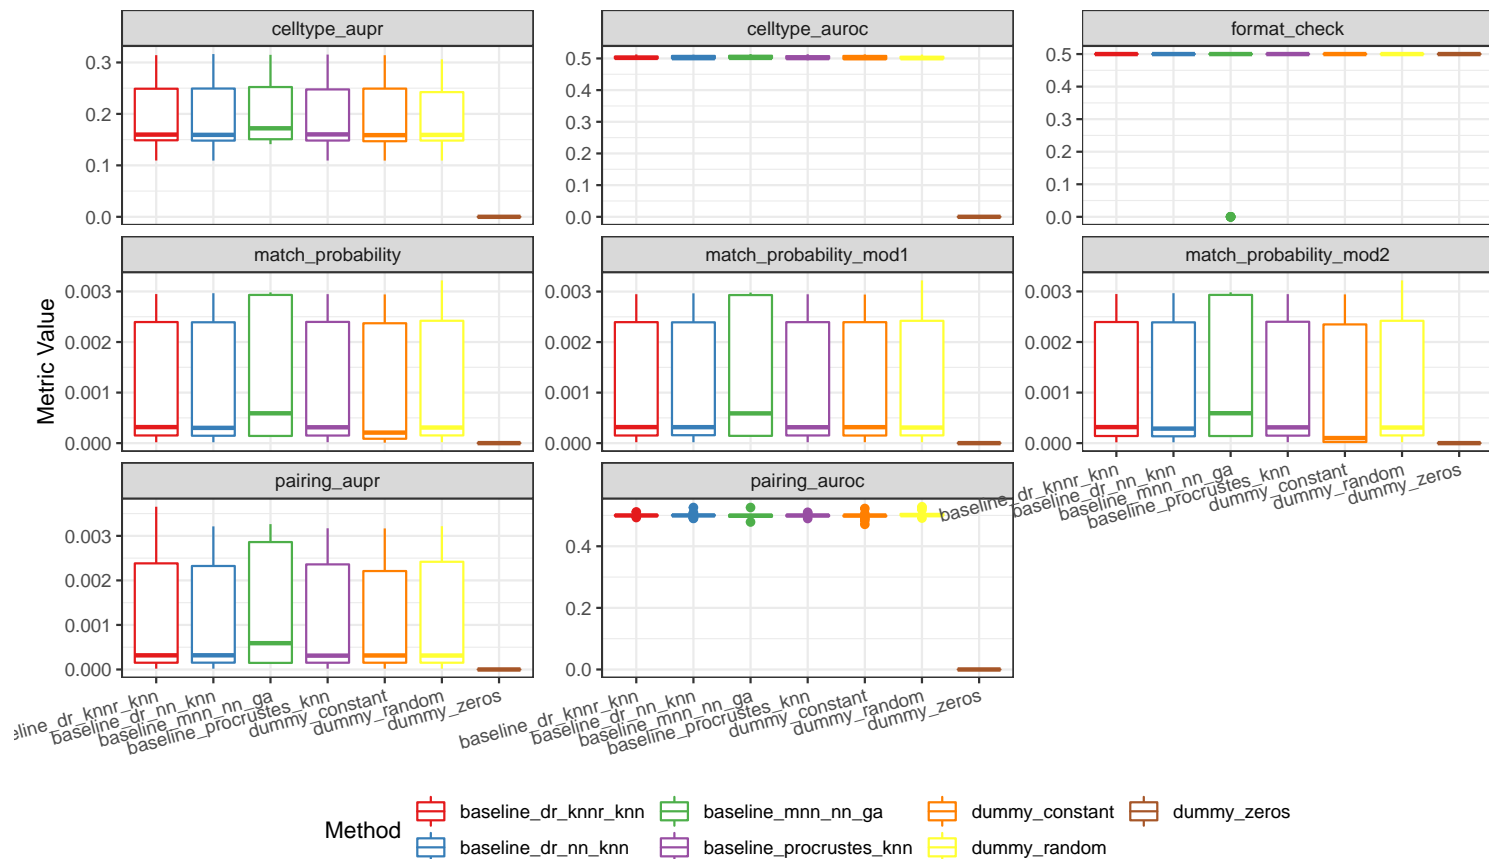 celltype_aupr
celltype_auroc
format_check
0.3
0.2
0.1
0.0
0.5
0.4
0.3
0.2
0.1
0.0
0.5
0.4
0.3
0.2
0.1
0.0
match_probability
match_probability_mod1
match_probability_mod2
0.003
0.002
0.001
0.000
0.003
0.002
0.001
0.000
0.003
0.002
0.001
0.000
Metric Value
baseline_dr_knnr_knn
baseline_dr_nn_knn
baseline_mnn_nn_ga
baseline_procrustes_knn
dummy_constant
dummy_random
dummy_zeros
pairing_aupr
pairing_auroc
0.003
0.002
0.001
0.000
0.4
0.2
0.0
eline_dr_knnr_knn
baseline_dr_nn_knn
baseline_mnn_nn_ga
baseline_procrustes_knn
dummy_constant
dummy_random
dummy_zeros
baseline_dr_knnr_knn
baseline_dr_nn_knn
baseline_mnn_nn_ga
baseline_procrustes_knn
dummy_constant
dummy_random
dummy_zeros
Method
baseline_dr_knnr_knn
baseline_mnn_nn_ga
dummy_constant
dummy_zeros
baseline_dr_nn_knn
baseline_procrustes_knn
dummy_random